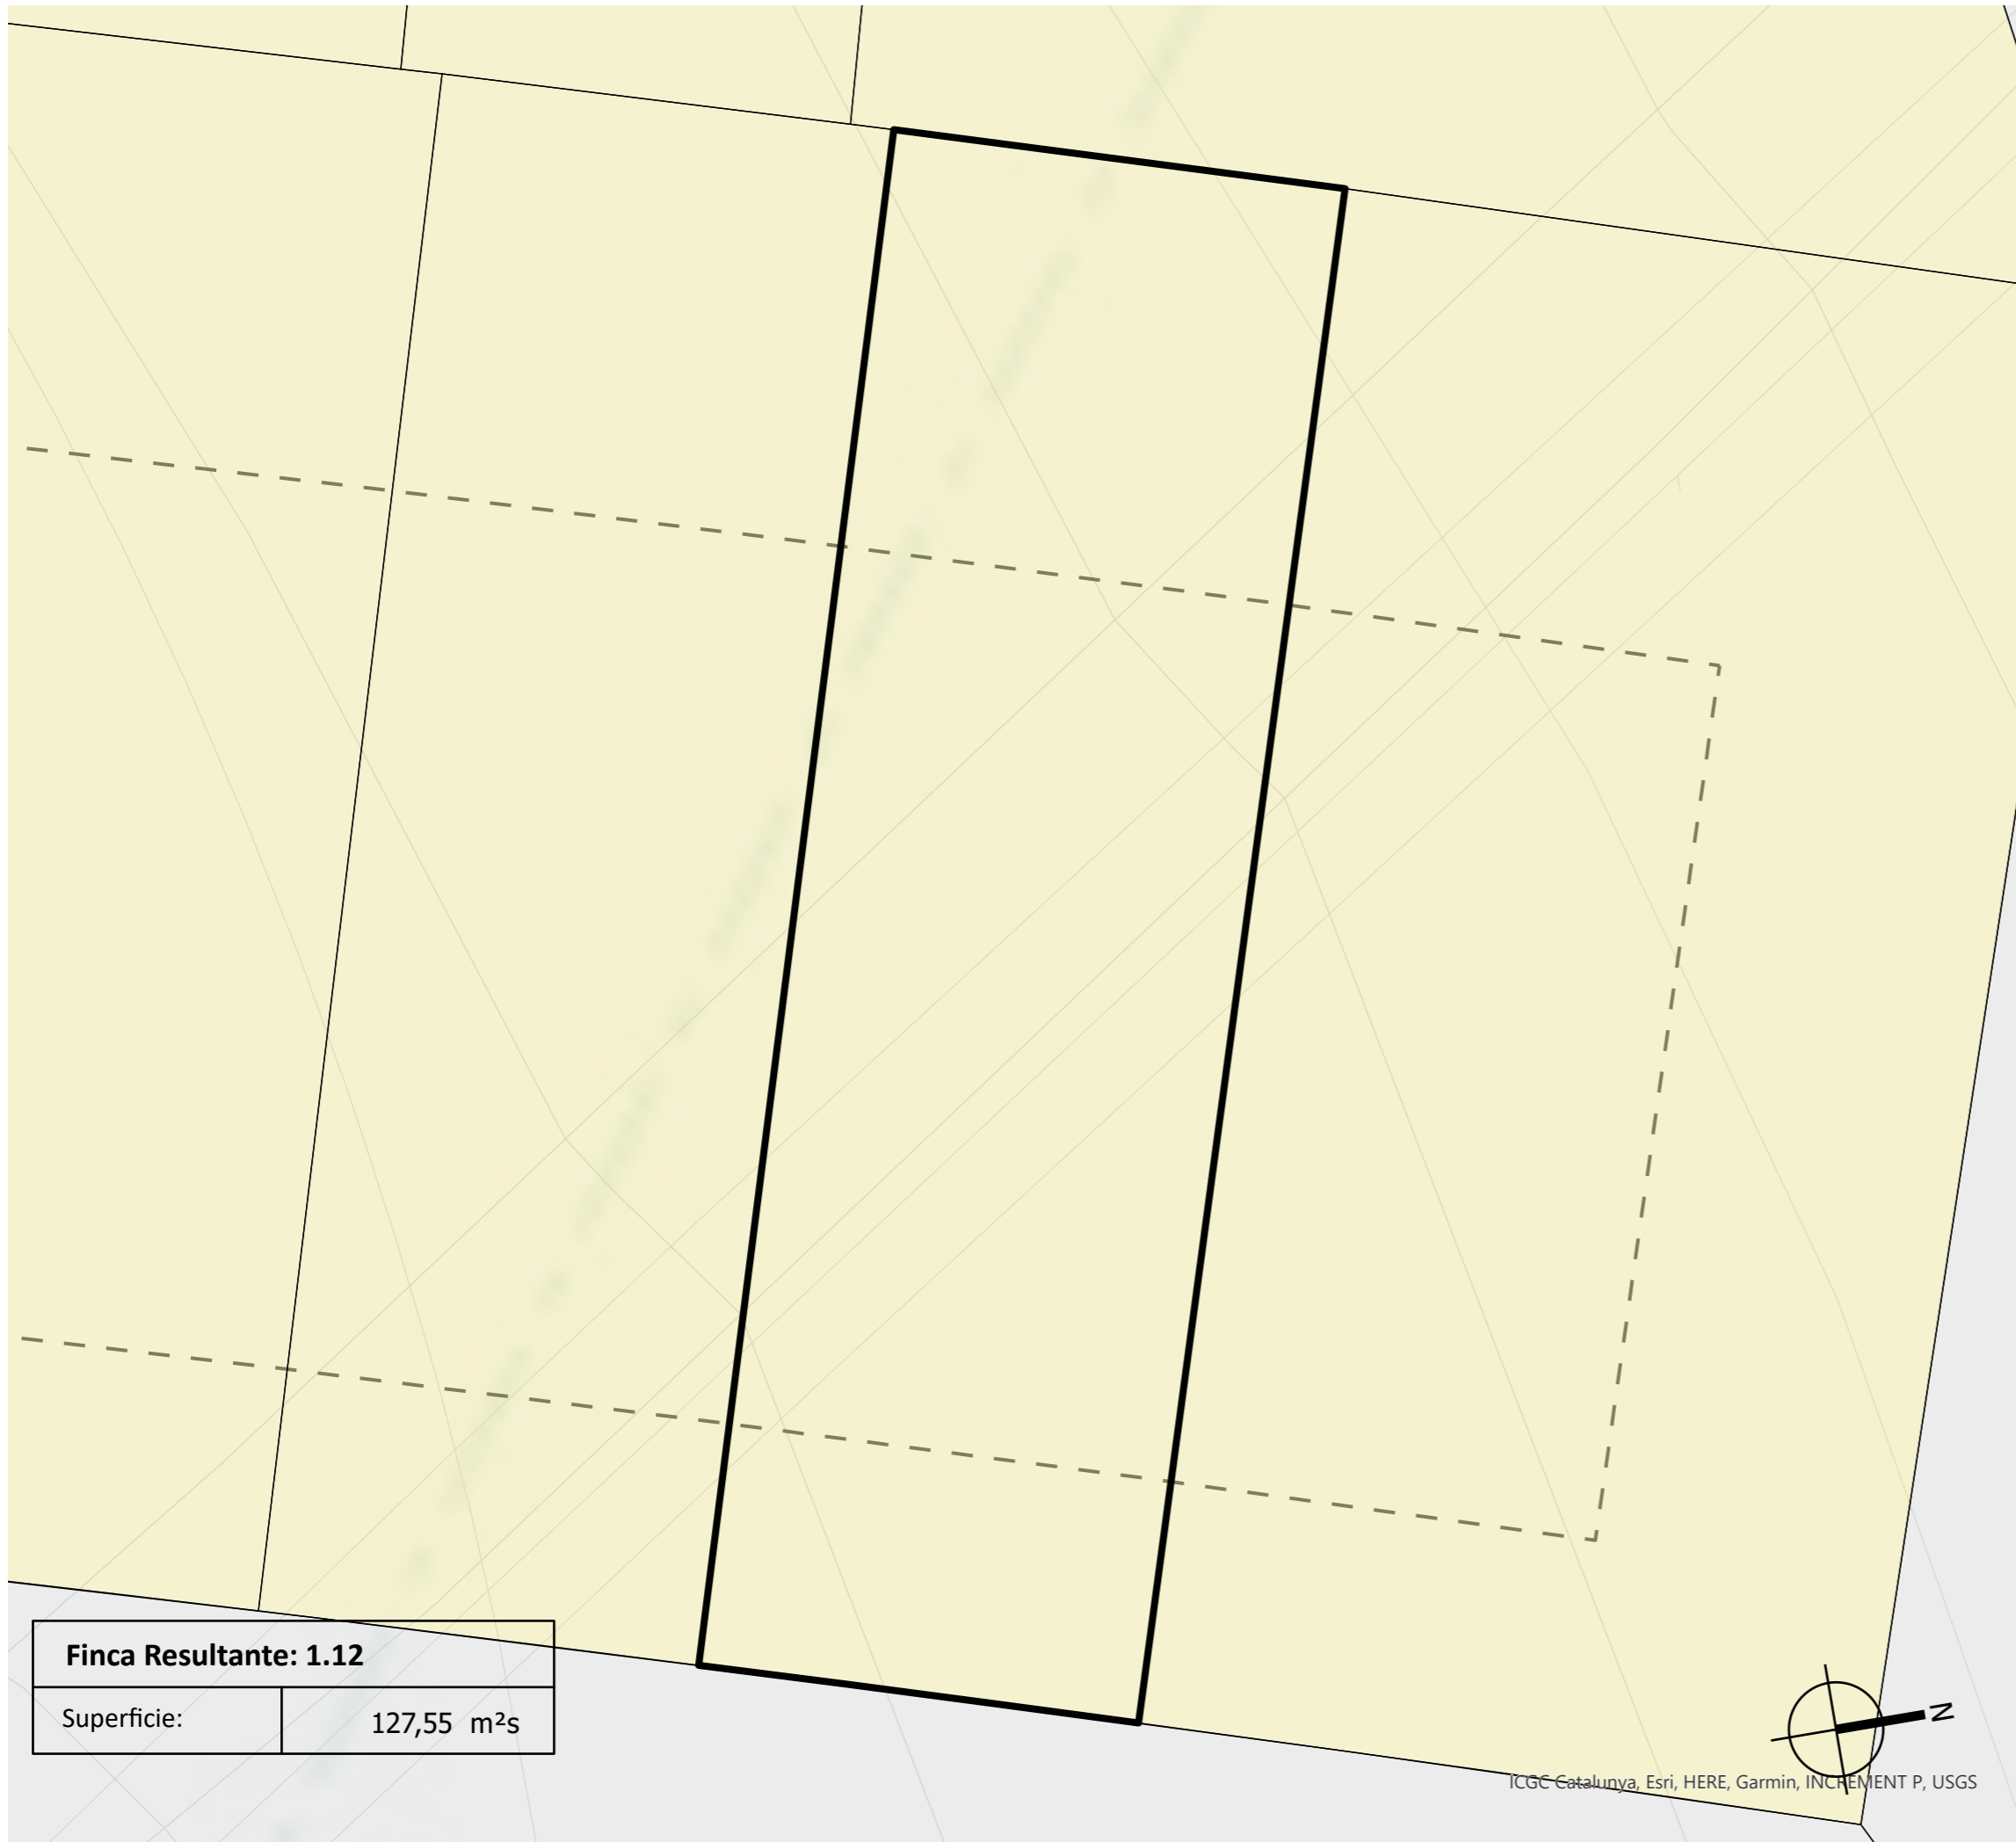 Finca Resultante: 1.12
Superficie: 127,55 m²s
N
ICGC Catalunya, Esri, HERE, Garmin, INCREMENT P, USGS